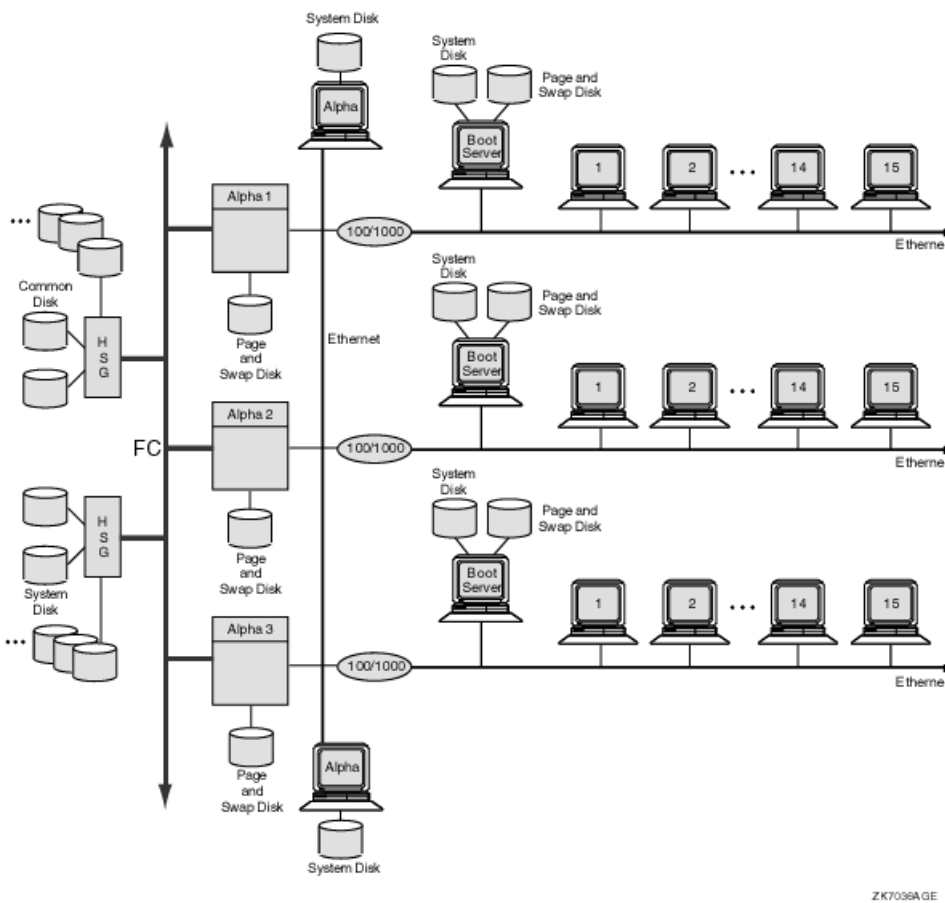 System Disk
Alpha
System
Disk
Page and
Swap Disk
Boot
Server
1
2
...
14
15
Etherne
Alpha 1
100/1000
Page
and
Swap Disk
...
Common
Disk
H
S
G
Ethernet
System
Disk
Page and
Swap Disk
Boot
Server
1
2
...
14
15
Etherne
FC
Alpha 2
100/1000
Page
and
Swap Disk
H
S
G
System
Disk
...
System
Disk
Page and
Swap Disk
Boot
Server
1
2
...
14
15
Etherne
Alpha 3
100/1000
Page
and
Swap Disk
Alpha
System Disk
ZK7036AGE